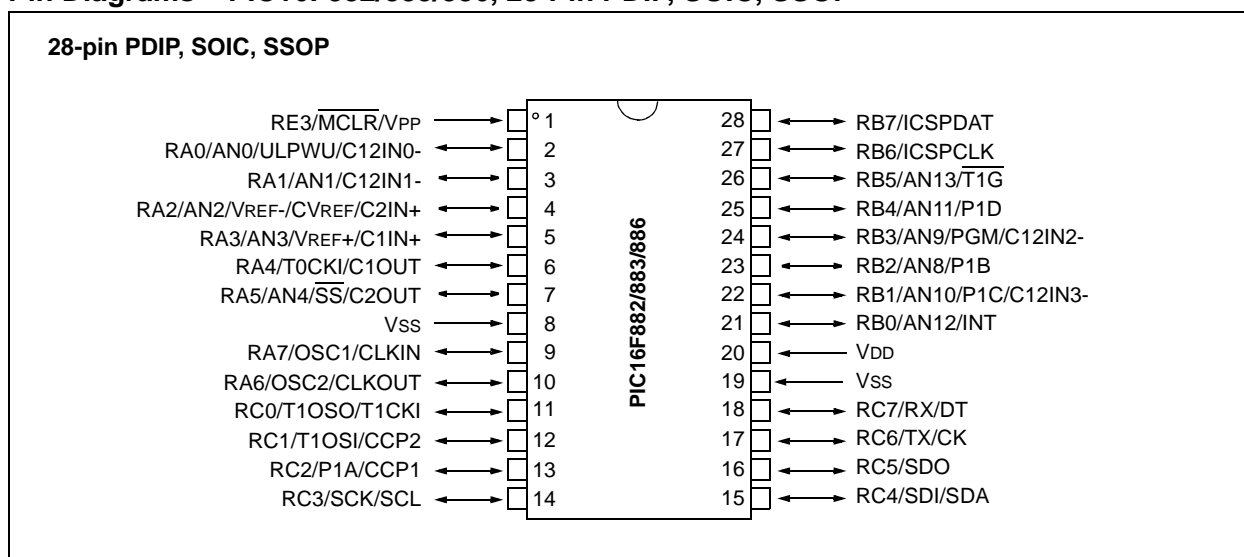 28-pin PDIP, SOIC, SSOP
RE3/MCLR/VPP
RA0/AN0/ULPWU/C12IN0-
RA1/AN1/C12IN1-
RA2/AN2/VREF-/CVREF/C2IN+
RA3/AN3/VREF+/C1IN+
RA4/T0CKI/C1OUT
RA5/AN4/SS/C2OUT
VSS
RA7/OSC1/CLKIN
RA6/OSC2/CLKOUT
RC0/T1OSO/T1CKI
RC1/T1OSI/CCP2
RC2/P1A/CCP1
RC3/SCK/SCL
1
2
3
4
5
6
7
8
9
10
11
12
13
14
PIC16F882/883/886
28
27
26
25
24
23
22
21
20
19
18
17
16
15
RB7/ICSPDAT
RB6/ICSPCLK
RB5/AN13/T1G
RB4/AN11/P1D
RB3/AN9/PGM/C12IN2-
RB2/AN8/P1B
RB1/AN10/P1C/C12IN3-
RB0/AN12/INT
VDD
VSS
RC7/RX/DT
RC6/TX/CK
RC5/SDO
RC4/SDI/SDA